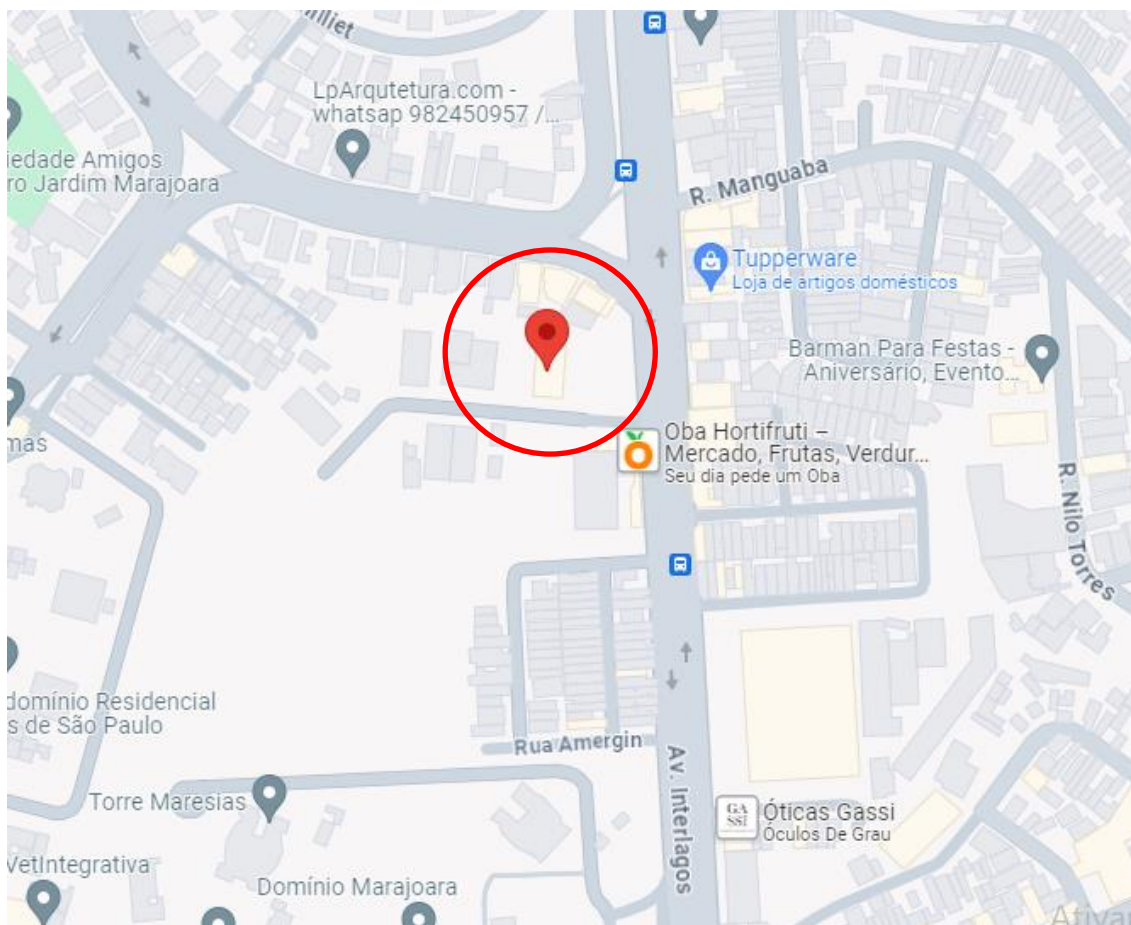 lliet
LpArqutetura.com -
whatsap 982450957 /...
iedade Amigos
ro Jardim Marajoara
R. Manguaba
Tupperware
Loja de artigos domésticos
Barman Para Festas -
Aniversário, Evento...
mas
Oba Hortifruti –
Mercado, Frutas, Verdur...
Seu dia pede um Oba
R. Nilo Torres
domínio Residencial
s de São Paulo
Rua Amergin
Av. Interlagos
Torre Maresias
GA
SSI
Óticas Gassi
Óculos De Grau
VetIntegrativa
Domínio Marajoara
Ativa